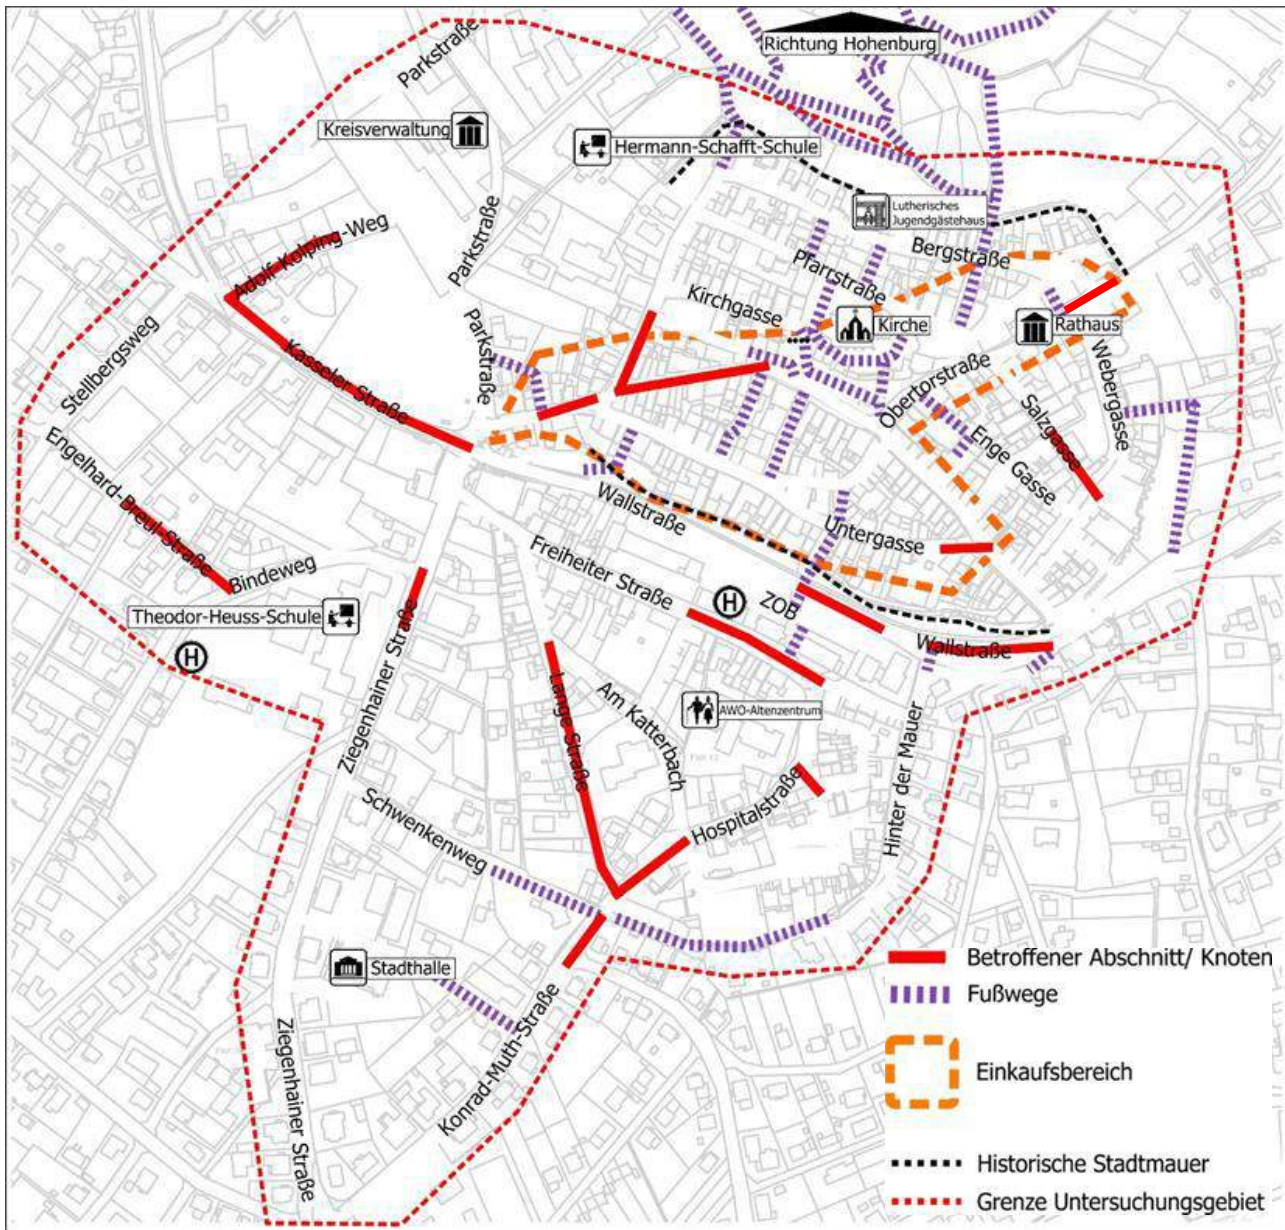 Richtung Hohenburg
Parkstraße
Kreisverwaltung
Hermann-Schafft-Schule
Lutherisches
Jugendgästehaus
Parkstraße
Adolf-Kolping-Weg
Bergstraße
Pfarrstraße
Kirchgasse
Kirche
Rathaus
Parkstraße
Stellbergsweg
Kasseler Straße
Obertorstraße
Webergasse
Salzgasse
Enge Gasse
Engelhard-Breul-Straße
Wallstraße
Untergasse
Freiheiter Straße
Bindeweg
Theodor-Heuss-Schule
H
H
ZOB
Wallstraße
Ziegenhainer Straße
Lange Straße
Am Katterbach
AWO-Altenzentrum
Hinter der Mauer
Hospitalstraße
Schwenkenweg
Stadthalle
Konrad-Muth-Straße
Ziegenhainer Straße
Betroffener Abschnitt/ Knoten
Fußwege
Einkaufsbereich
Historische Stadtmauer
Grenze Untersuchungsgebiet